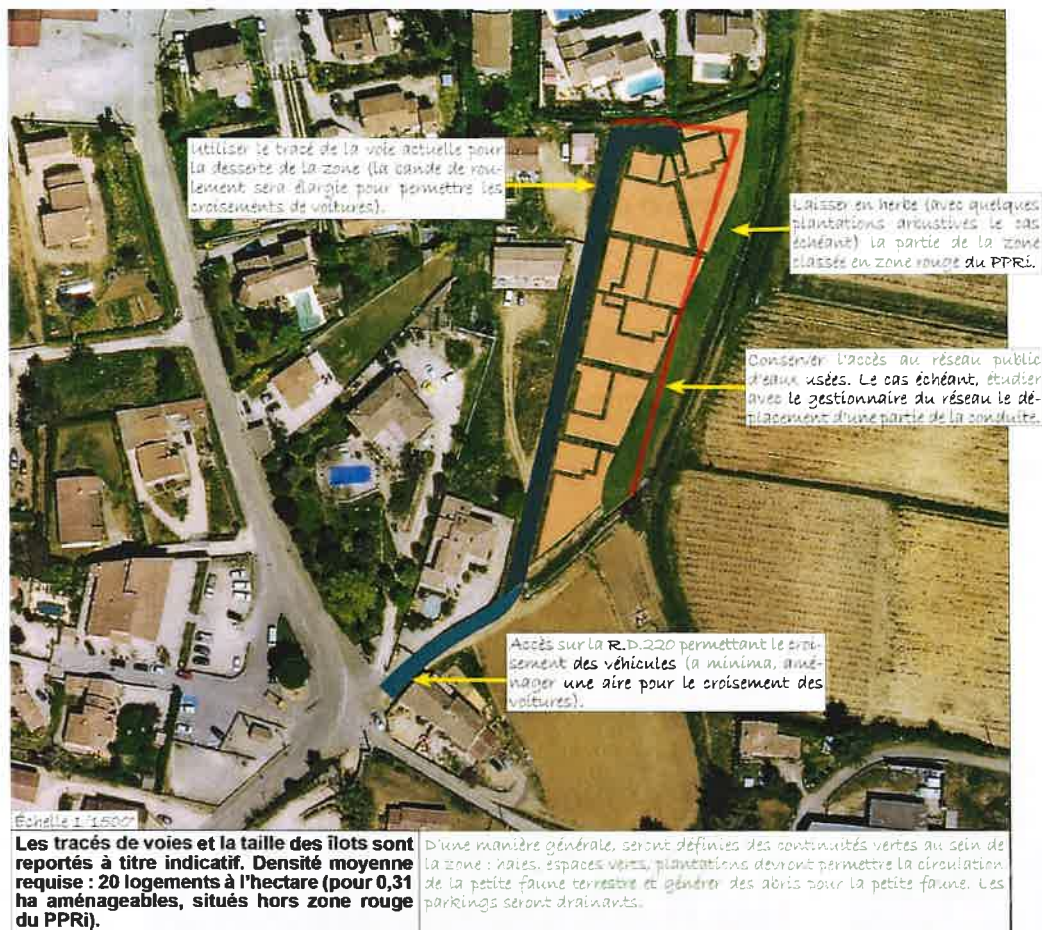 Utiliser le tracé de la voie actuelle pour
la desserte de la zone (la bande de rou-
lement sera élargie pour permettre les
croisements de voitures).
Laisser en herbe (avec quelques
plantations arbustives le cas
échéant) la partie de la zone
classée en zone rouge du PPRi.
Conserver l'accès au réseau public
d'eaux usées. Le cas échéant, étudier
avec le gestionnaire du réseau le dé-
placement d'une partie de la conduite.
Accès sur la R.D.220 permettant le croi-
sement des véhicules (a minima, amé-
nager une aire pour le croisement des
voitures).
Échelle 1/1500°
Les tracés de voies et la taille des îlots sont
reportés à titre indicatif. Densité moyenne
requise : 20 logements à l'hectare (pour 0,31
ha aménageables, situés hors zone rouge
du PPRi).
D'une manière générale, seront définies des continuités vertes au sein de
la zone : haies, espaces verts, plantations devront permettre la circulation
de la petite faune terrestre et générer des abris pour la petite faune. Les
parkings seront drainants.